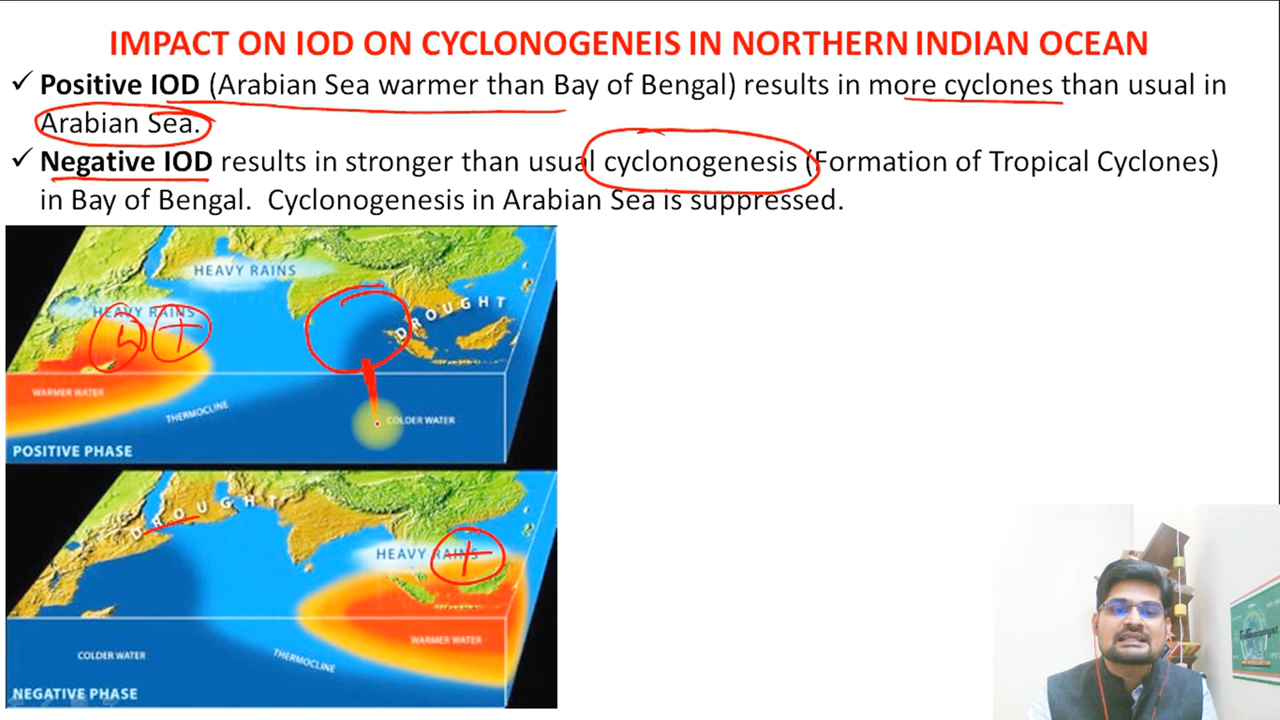 IMPACT ON IOD ON CYCLONOGENEIS IN NORTHERN INDIAN OCEAN
✓ Positive IOD (Arabian Sea warmer than Bay of Bengal) results in more cyclones than usual in
Arabian Sea.
✓ Negative IOD results in stronger than usual cyclonogenesis (Formation of Tropical Cyclones)
in Bay of Bengal. Cyclonogenesis in Arabian Sea is suppressed.
HEAVY RAINS
HEAVY RAINS
DROUGHT
WARMER WATER
THERMOCLINE
COLDER WATER
POSITIVE PHASE
DROUGHT
HEAVY RAINS
WARMER WATER
COLDER WATER
THERMOCLINE
NEGATIVE PHASE